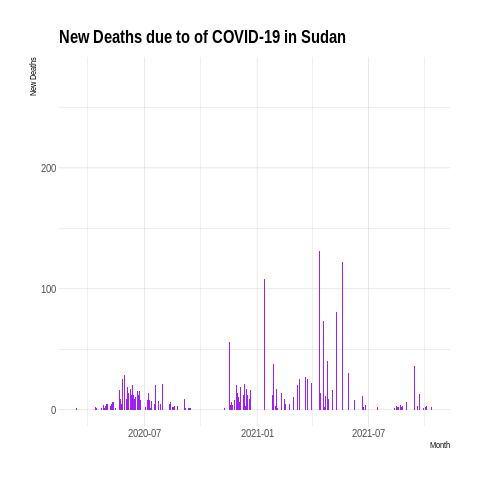 New Deaths due to of COVID-19 in Sudan
New Deaths
200
100
0
2020-07 2021-01 2021-07
Month